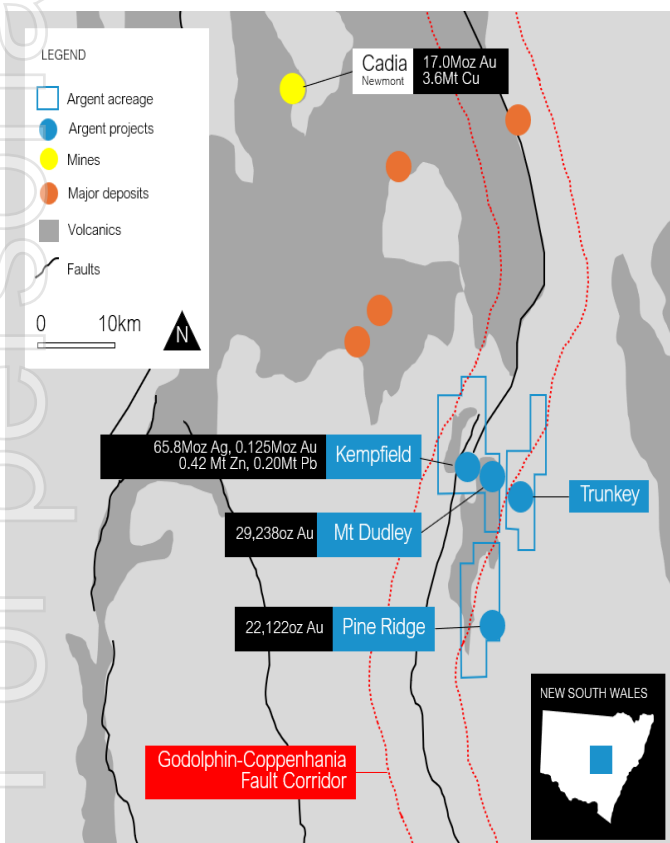 LEGEND
Argent acreage
Argent projects
Mines
Major deposits
Volcanics
Faults
0 10km
N
Cadia
Newmont
17.0Moz Au
3.6Mt Cu
65.8Moz Ag, 0.125Moz Au
0.42 Mt Zn, 0.20Mt Pb
Kempfield
Trunkey
29,238oz Au
Mt Dudley
22,122oz Au
Pine Ridge
Godolphin-Coppenhania
Fault Corridor
NEW SOUTH WALES